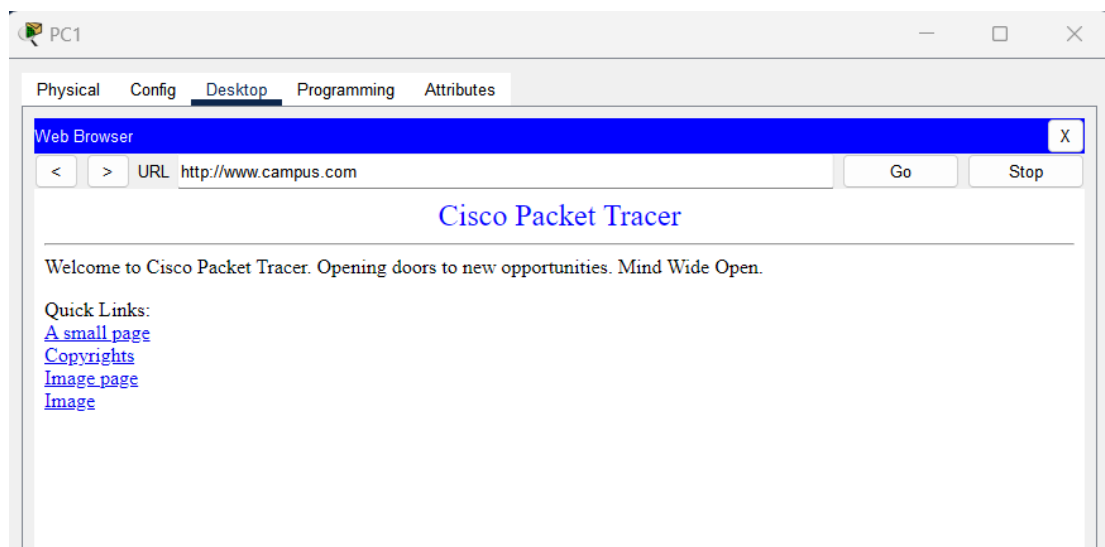 PC1
Physical Config Desktop Programming Attributes
Web Browser X
< > URL http://www.campus.com Go Stop
Cisco Packet Tracer
Welcome to Cisco Packet Tracer. Opening doors to new opportunities. Mind Wide Open.
Quick Links:
A small page
Copyrights
Image page
Image